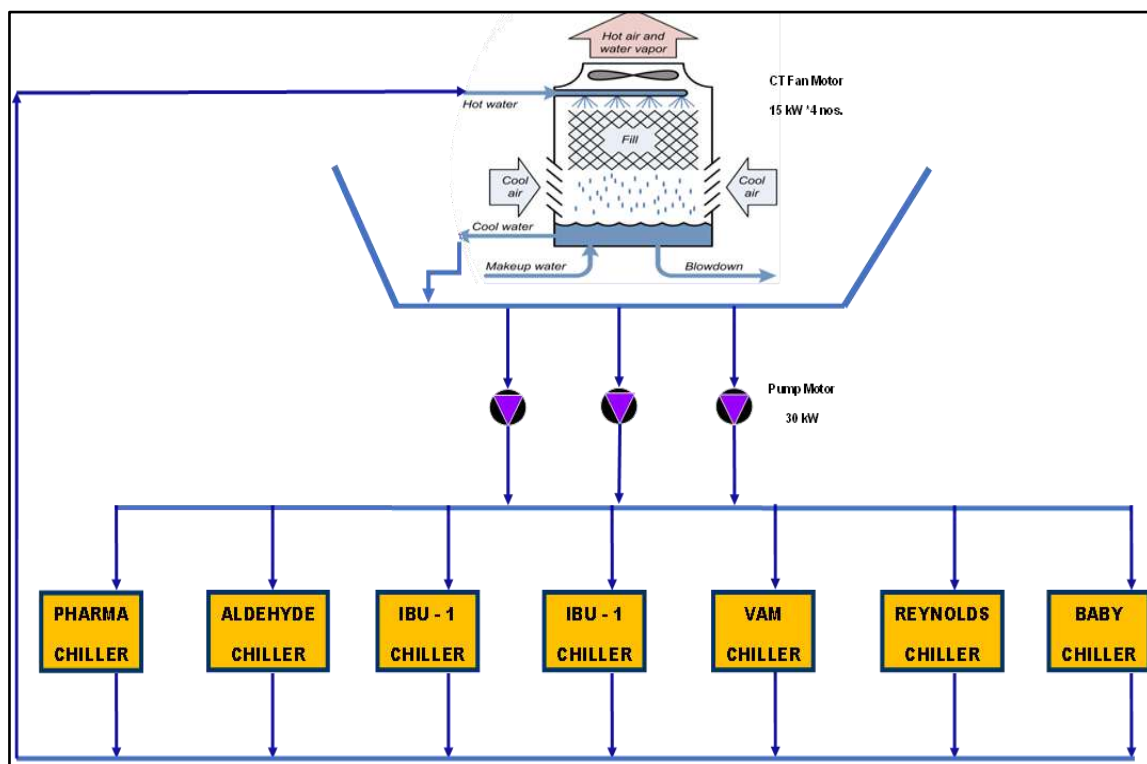 Hot air and
water vapor
CT Fan Motor
15 kW *4 nos.
Hot water
Fill
Cool
air
Cool
air
Cool water
Makeup water
Blowdown
Pump Motor
30 kW
PHARMA
CHILLER
ALDEHYDE
CHILLER
IBU - 1
CHILLER
IBU - 1
CHILLER
VAM
CHILLER
REYNOLDS
CHILLER
BABY
CHILLER